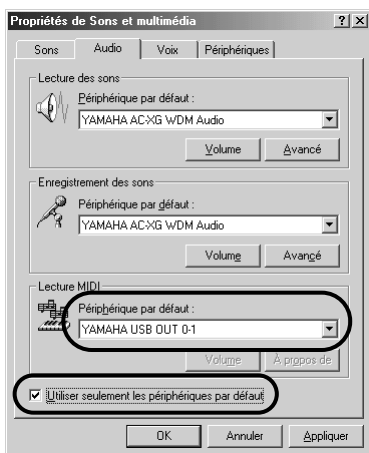 Propriétés de Sons et multimédia
Sons Audio Voix Périphériques
Lecture des sons
Périphérique par défaut :
YAMAHA AC-XG WDM Audio
Volume Avancé
Enregistrement des sons
Périphérique par défaut :
YAMAHA AC-XG WDM Audio
Volume Avancé
Lecture MIDI
Périphérique par défaut :
YAMAHA USB OUT 0-1
Volume À propos de
Utiliser seulement les périphériques par défaut
OK Annuler Appliquer